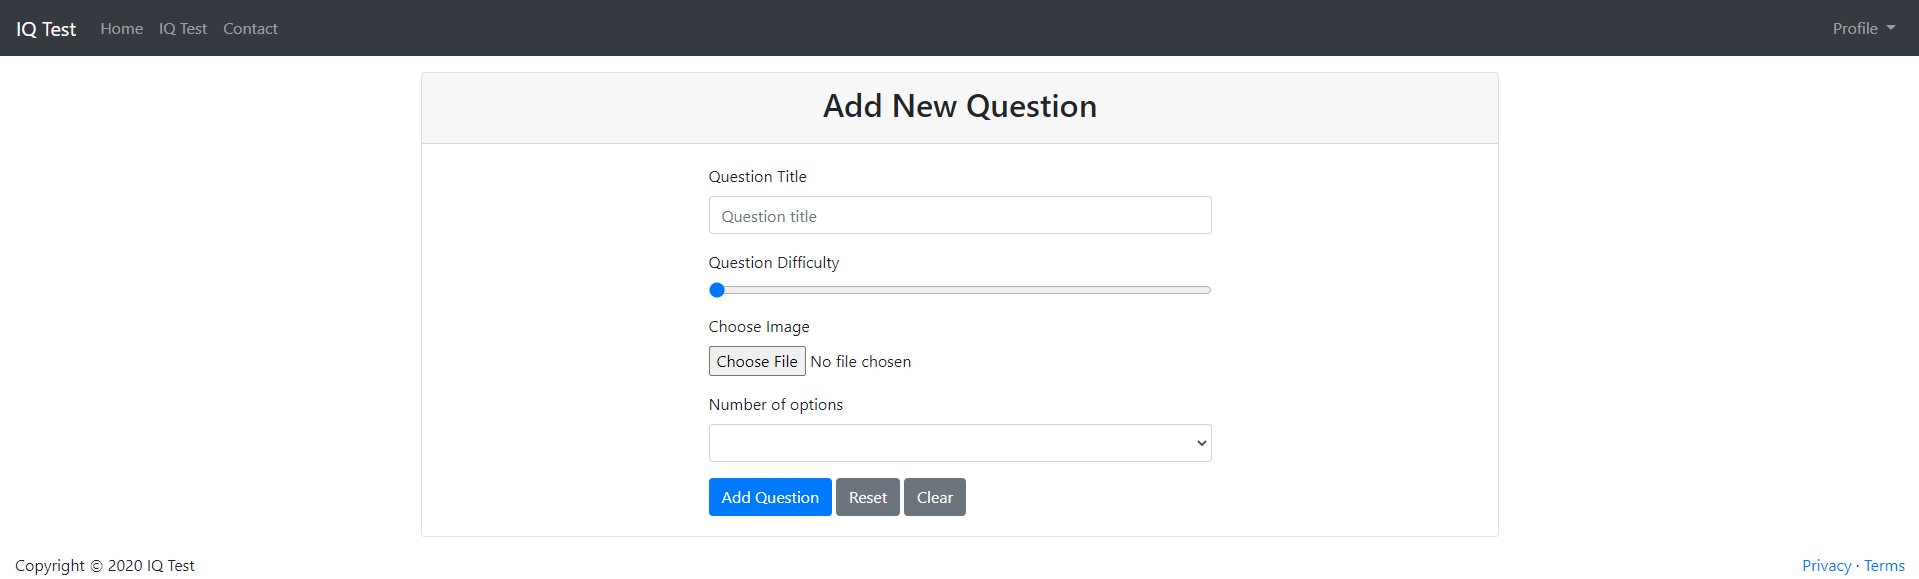 IQ Test Home IQ Test Contact Profile
Add New Question
Question Title
Question title
Question Difficulty
Choose Image
Choose File No file chosen
Number of options
Add Question Reset Clear
Copyright © 2020 IQ Test Privacy · Terms